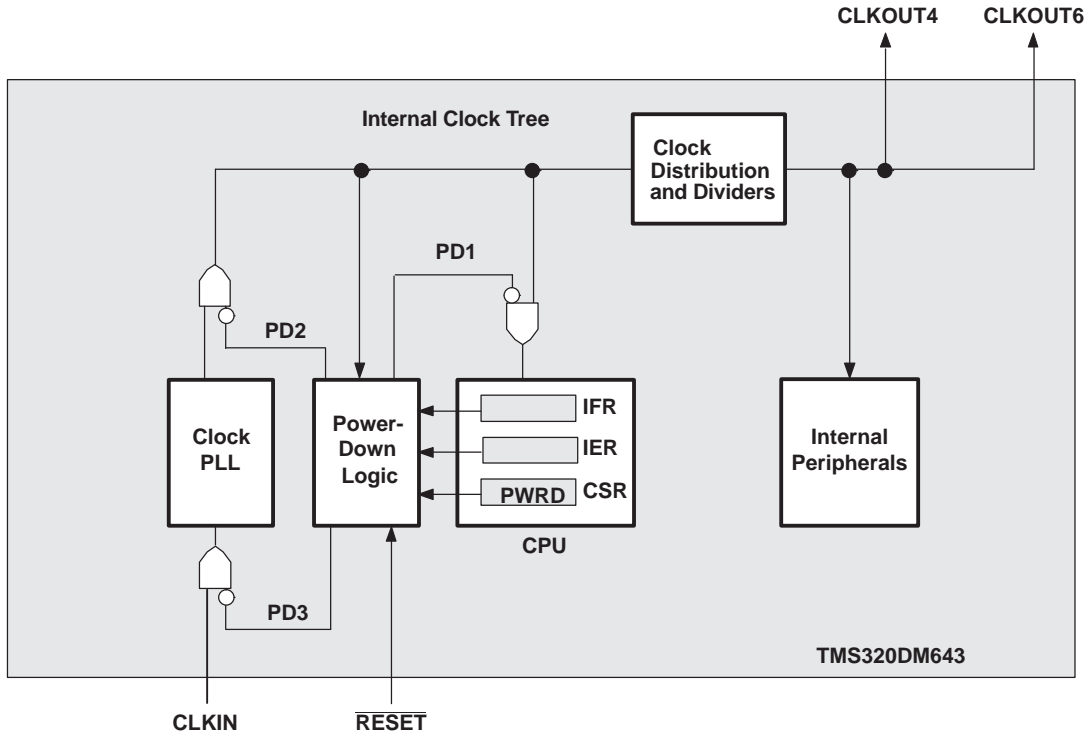 CLKOUT4
CLKOUT6
Internal Clock Tree
Clock
Distribution
and Dividers
PD1
PD2
Clock
PLL
Power-
Down
Logic
IFR
IER
PWRD
CSR
CPU
Internal
Peripherals
PD3
TMS320DM643
CLKIN
RESET